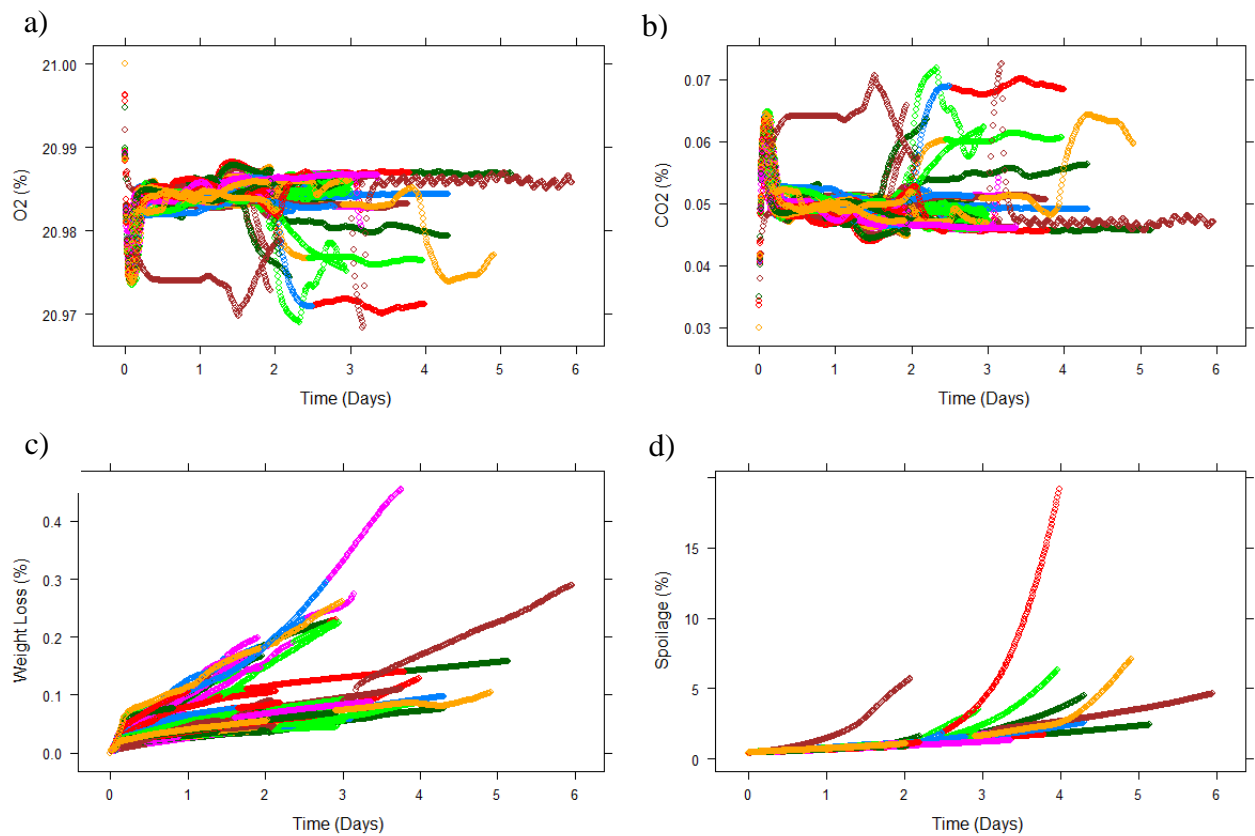 a)
O2 (%)
21.00
20.99
20.98
20.97
0 1 2 3 4 5 6
Time (Days)
b)
CO2 (%)
0.07
0.06
0.05
0.04
0.03
0 1 2 3 4 5 6
Time (Days)
c)
Weight Loss (%)
0.4
0.3
0.2
0.1
0.0
0 1 2 3 4 5 6
Time (Days)
d)
Spoilage (%)
15
10
5
0
0 1 2 3 4 5 6
Time (Days)